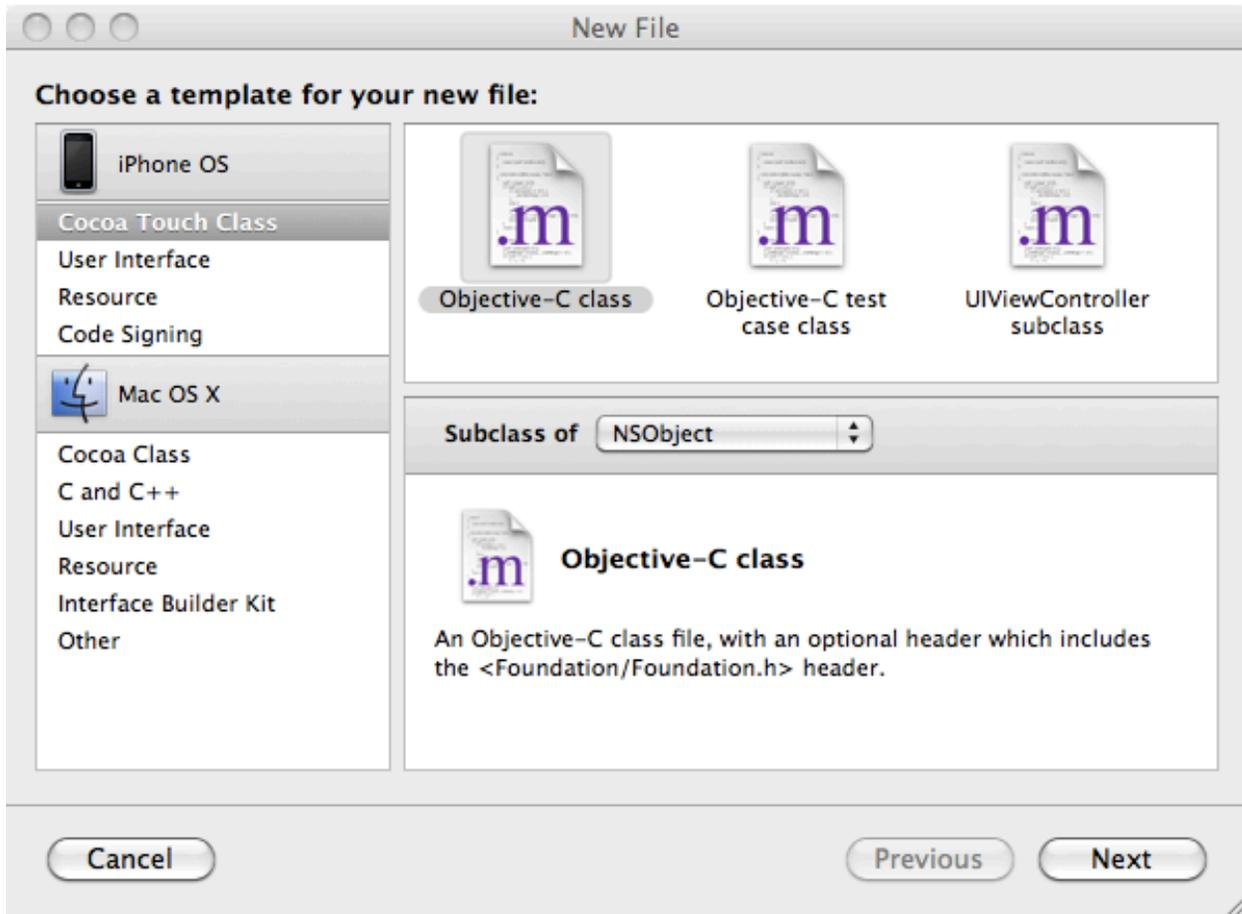 New File
Choose a template for your new file:
iPhone OS
Cocoa Touch Class
User Interface
Resource
Code Signing
Mac OS X
Cocoa Class
C and C++
User Interface
Resource
Interface Builder Kit
Other
.m
.m
.m
Objective-C class
Objective-C test
case class
UIViewController
subclass
Subclass of NSObject
.m
Objective-C class
An Objective-C class file, with an optional header which includes
the <Foundation/Foundation.h> header.
Cancel
Previous
Next